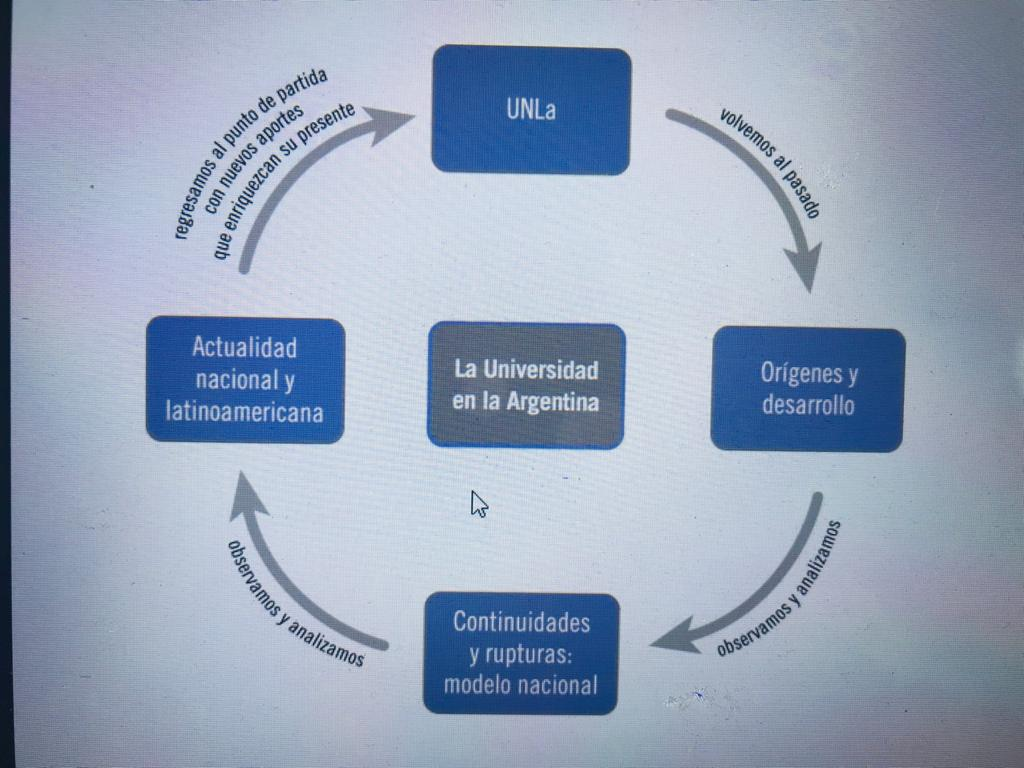 UNLa
volvemos al pasado
Orígenes y
desarrollo
observamos y analizamos
Continuidades
y rupturas:
modelo nacional
observamos y analizamos
Actualidad
nacional y
latinoamericana
regresamos al punto de partida
con nuevos aportes
que enriquezcan su presente
La Universidad
en la Argentina